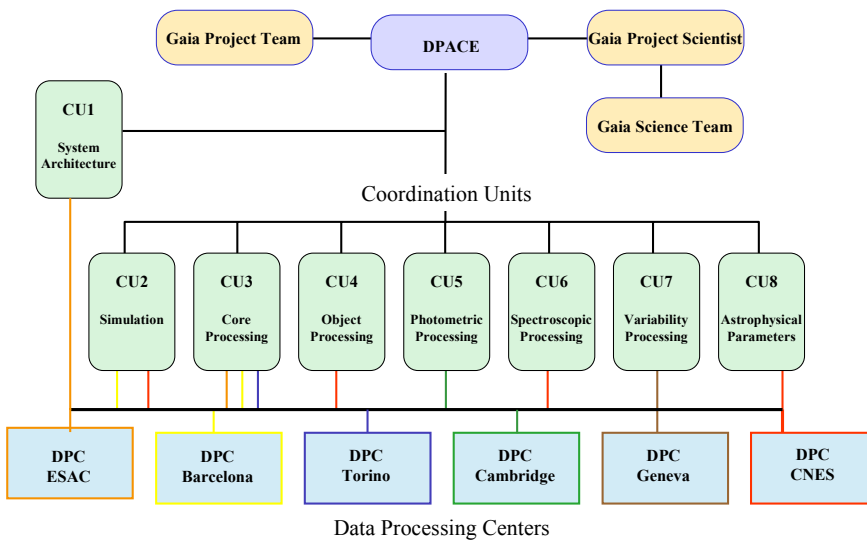 Gaia Project Team
DPACE
Gaia Project Scientist
Gaia Science Team
CU1
System
Architecture
Coordination Units
CU2
Simulation
CU3
Core
Processing
CU4
Object
Processing
CU5
Photometric
Processing
CU6
Spectroscopic
Processing
CU7
Variability
Processing
CU8
Astrophysical
Parameters
DPC
ESAC
DPC
Barcelona
DPC
Torino
DPC
Cambridge
DPC
Geneva
DPC
CNES
Data Processing Centers